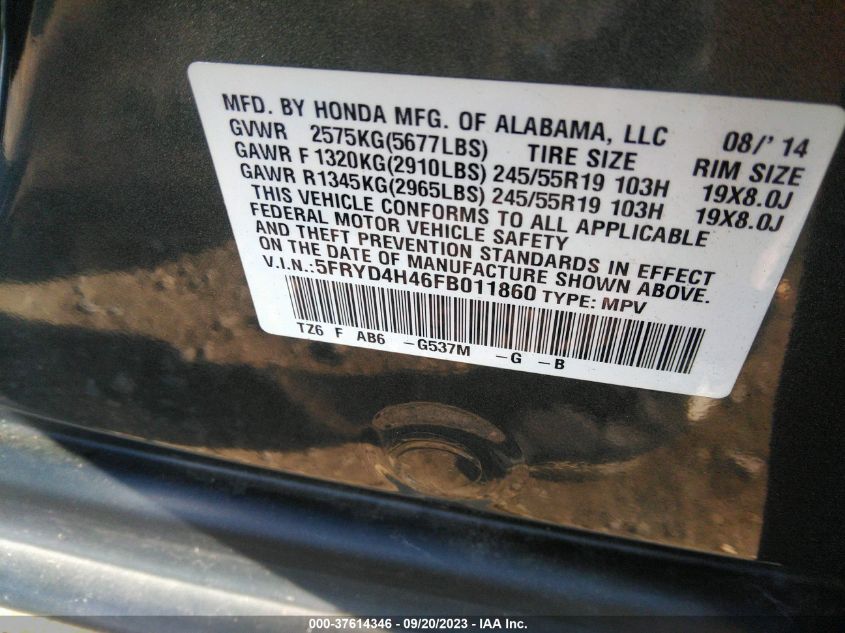 MFD. BY HONDA MFG. OF ALABAMA, LLC 08/' 14
GVWR 2575KG(5677LBS) TIRE SIZE RIM SIZE
GAWR F 1320KG(2910LBS) 245/55R19 103H 19X8.0J
GAWR R1345KG(2965LBS) 245/55R19 103H 19X8.0J
THIS VEHICLE CONFORMS TO ALL APPLICABLE
FEDERAL MOTOR VEHICLE SAFETY
AND THEFT PREVENTION STANDARDS IN EFFECT
ON THE DATE OF MANUFACTURE SHOWN ABOVE.
V.I.N.:5FRYD4H46FB011860 TYPE: MPV
TZ6 F AB6 -G537M -G -B
000-37614346 - 09/20/2023 - IAA Inc.